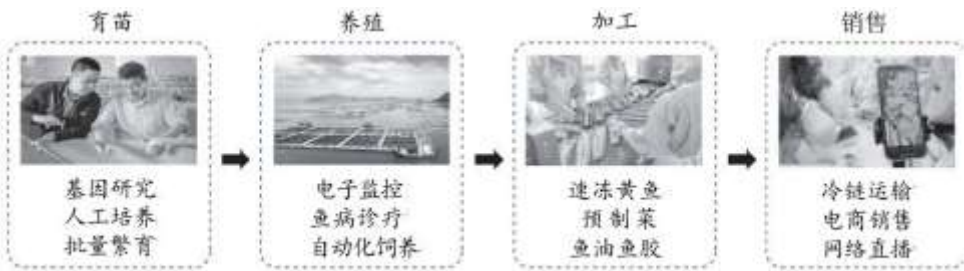 育苗
养殖
加工
销售
基因研究
人工培养
批量繁育
电子监控
鱼病诊疗
自动化饲养
速冻黄鱼
预制菜
鱼油鱼胶
冷链运输
电商销售
网络直播